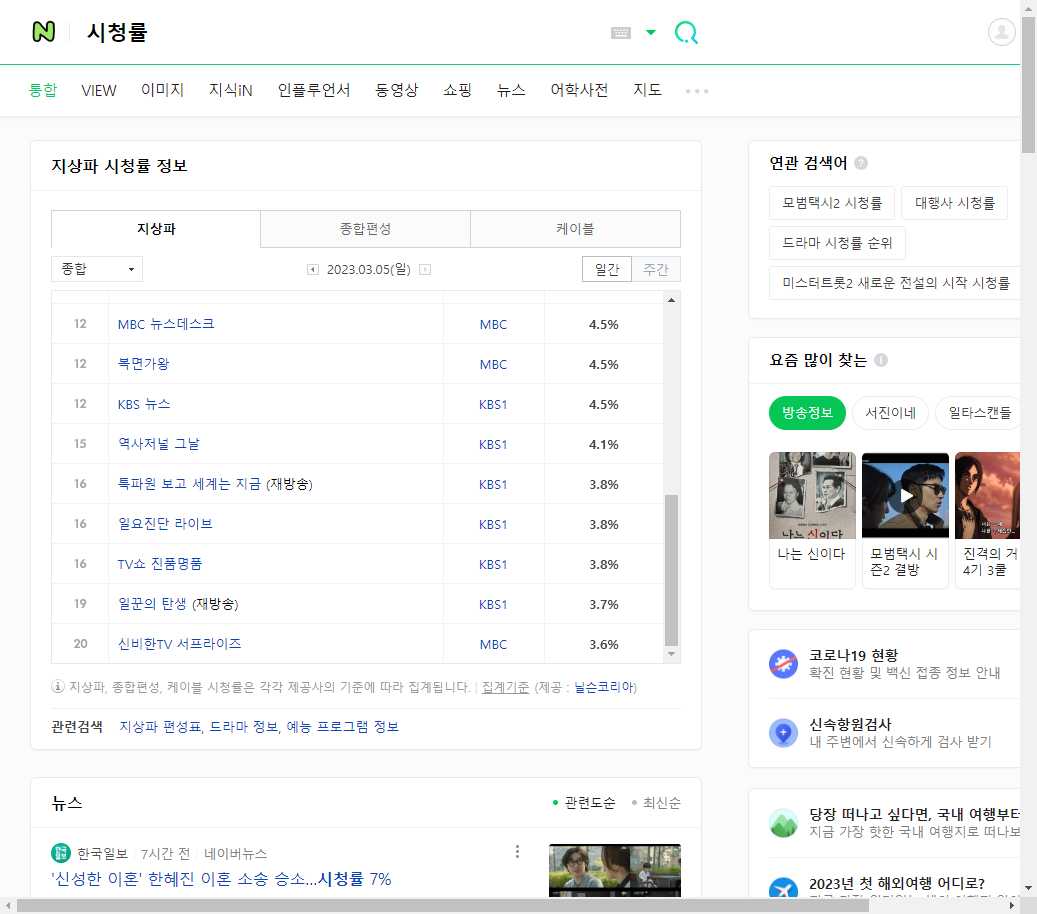 N 시청률
통합 VIEW 이미지 지식iN 인플루언서 동영상 쇼핑 뉴스 어학사전 지도
지상파 시청률 정보
지상파 종합편성 케이블
종합 2023.03.05(일) 일간 주간
12 MBC 뉴스데스크 MBC 4.5%
12 복면가왕 MBC 4.5%
12 KBS 뉴스 KBS1 4.5%
15 역사저널 그날 KBS1 4.1%
16 특파원 보고 세계는 지금 (재방송) KBS1 3.8%
16 일요진단 라이브 KBS1 3.8%
16 TV쇼 진품명품 KBS1 3.8%
19 일꾼의 탄생 (재방송) KBS1 3.7%
20 신비한TV 서프라이즈 MBC 3.6%
지상파, 종합편성, 케이블 시청률은 각각 제공사의 기준에 따라 집계됩니다. | 집계기준 (제공 : 닐슨코리아)
관련검색 지상파 편성표, 드라마 정보, 예능 프로그램 정보
뉴스 관련도순 최신순
한국일보 7시간 전 네이버뉴스
'신성한 이혼' 한혜진 이혼 소송 승소...시청률 7%
연관 검색어
모범택시2 시청률 대행사 시청률
드라마 시청률 순위
미스터트롯2 새로운 전설의 시작 시청률
요즘 많이 찾는
방송정보 서진이네 일타스캔들
나는 신이다
나는 신이다 모범택시 시 진격의 거
즌2 결방 4기 3쿨
코로나19 현황
확진 현황 및 백신 접종 정보 안내
신속항원검사
내 주변에서 신속하게 검사 받기
당장 떠나고 싶다면, 국내 여행부터
지금 가장 핫한 국내 여행지로 떠나보
2023년 첫 해외여행 어디로?